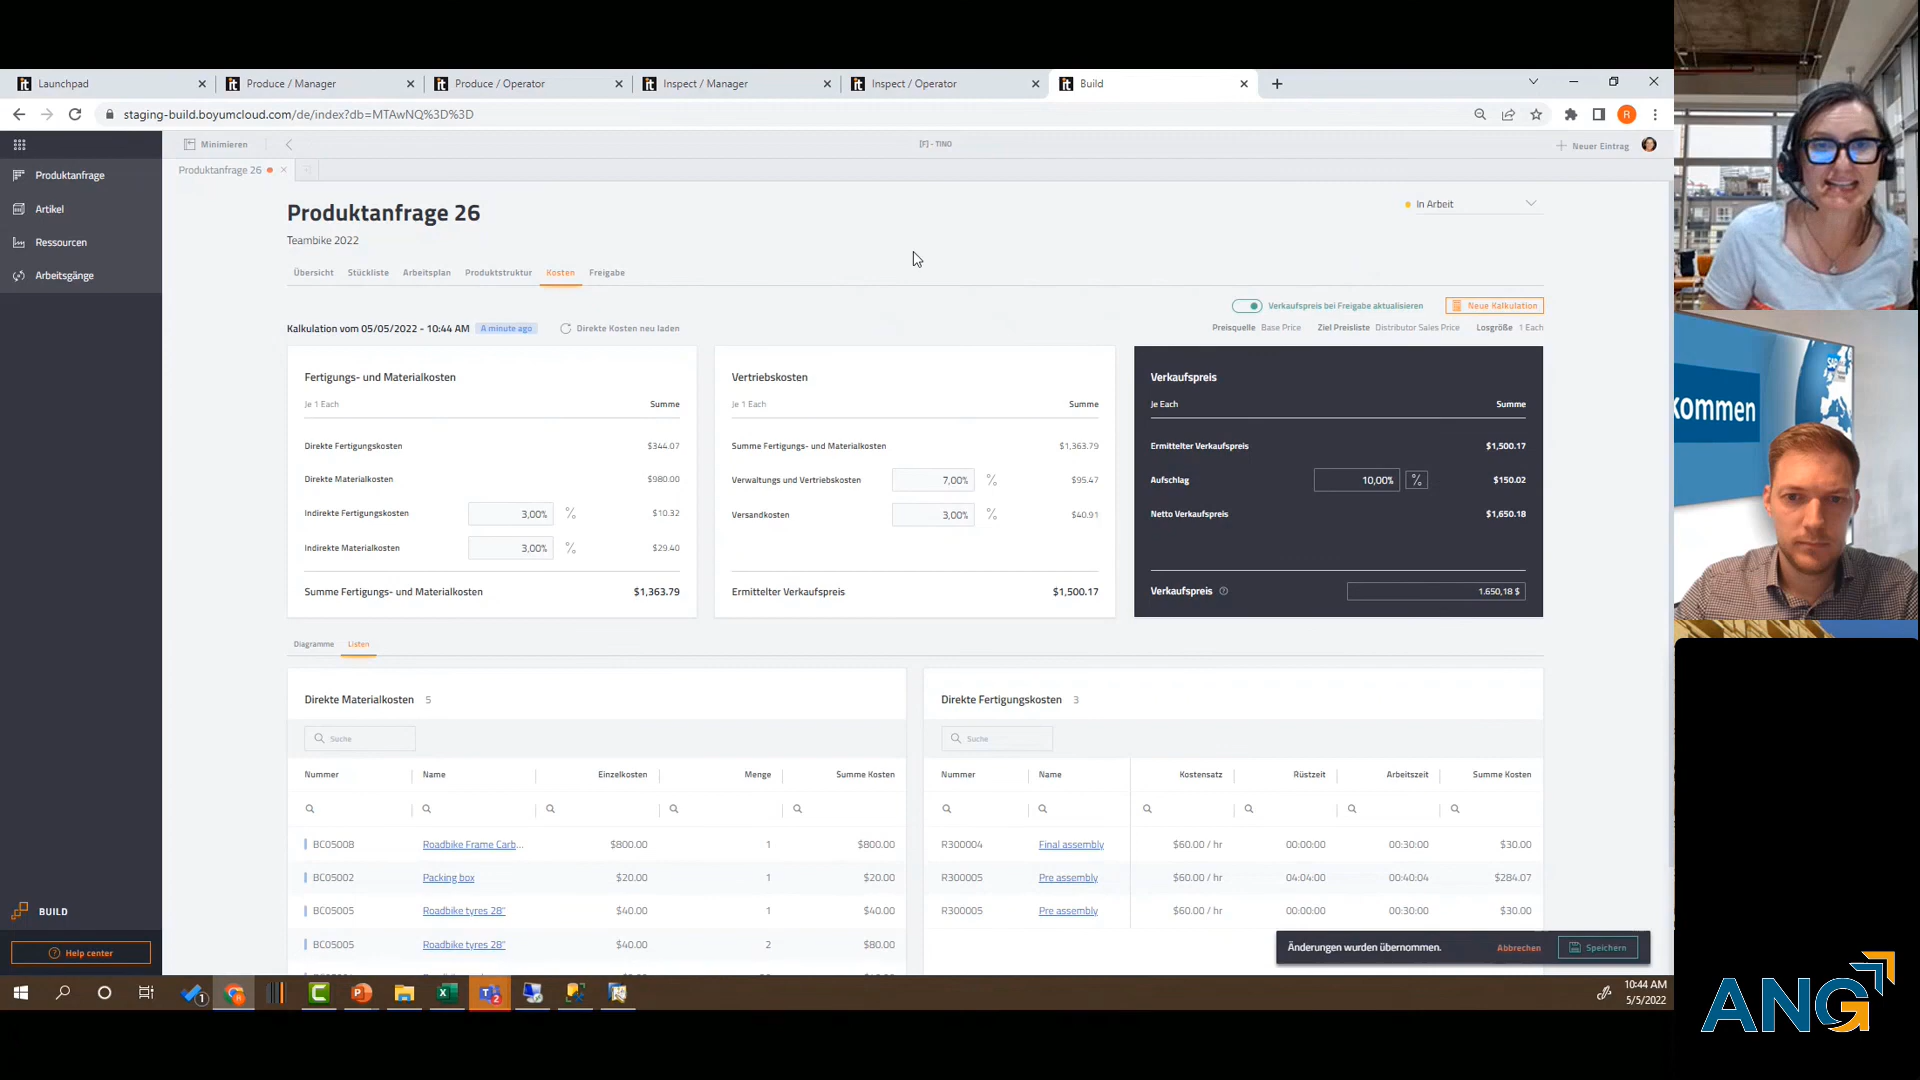 Launchpad
Produce / Manager
Produce / Operator
Inspect / Manager
Inspect / Operator
Build
staging-build.boyumcloud.com/de/index?db=MTAwNQ%3D%3D
R
Minimieren
[F] - TINO
Neuer Eintrag
Produktanfrage
Artikel
Ressourcen
Arbeitsgänge
BUILD
Help center
Produktanfrage 26
Produktanfrage 26
In Arbeit
Teambike 2022
Übersicht Stückliste Arbeitsplan Produktstruktur Kosten Freigabe
Verkaufspreis bei Freigabe aktualisieren
Neue Kalkulation
Kalkulation vom 05/05/2022 - 10:44 AM A minute ago Direkte Kosten neu laden
Preisquelle Base Price Ziel Preisliste Distributor Sales Price Losgröße 1 Each
Fertigungs- und Materialkosten
Je 1 Each Summe
Direkte Fertigungskosten $344.07
Direkte Materialkosten $980.00
Indirekte Fertigungskosten 3,00% % $10.32
Indirekte Materialkosten 3,00% % $29.40
Summe Fertigungs- und Materialkosten $1,363.79
Vertriebskosten
Je 1 Each Summe
Summe Fertigungs- und Materialkosten $1,363.79
Verwaltungs und Vertriebskosten 7,00% % $95.47
Versandkosten 3,00% % $40.91
Ermittelter Verkaufspreis $1,500.17
Verkaufspreis
Je Each Summe
Ermittelter Verkaufspreis $1,500.17
Aufschlag 10,00% % $150.02
Netto Verkaufspreis $1,650.18
Verkaufspreis 1.650,18 $
Diagramme Listen
Direkte Materialkosten 5
Suche
Nummer Name Einzelkosten Menge Summe Kosten
BC05008 Roadbike Frame Carb... $800.00 1 $800.00
BC05002 Packing box $20.00 1 $20.00
BC05005 Roadbike tyres 28" $40.00 1 $40.00
BC05005 Roadbike tyres 28" $40.00 2 $80.00
Direkte Fertigungskosten 3
Suche
Nummer Name Kostensatz Rüstzeit Arbeitszeit Summe Kosten
R300004 Final assembly $60.00 / hr 00:00:00 00:30:00 $30.00
R300005 Pre assembly $60.00 / hr 04:04:00 00:40:04 $284.07
R300005 Pre assembly $60.00 / hr 00:00:00 00:30:00 $30.00
Änderungen wurden übernommen. Abbrechen Speichern
10:44 AM
5/5/2022
kommen
ANG